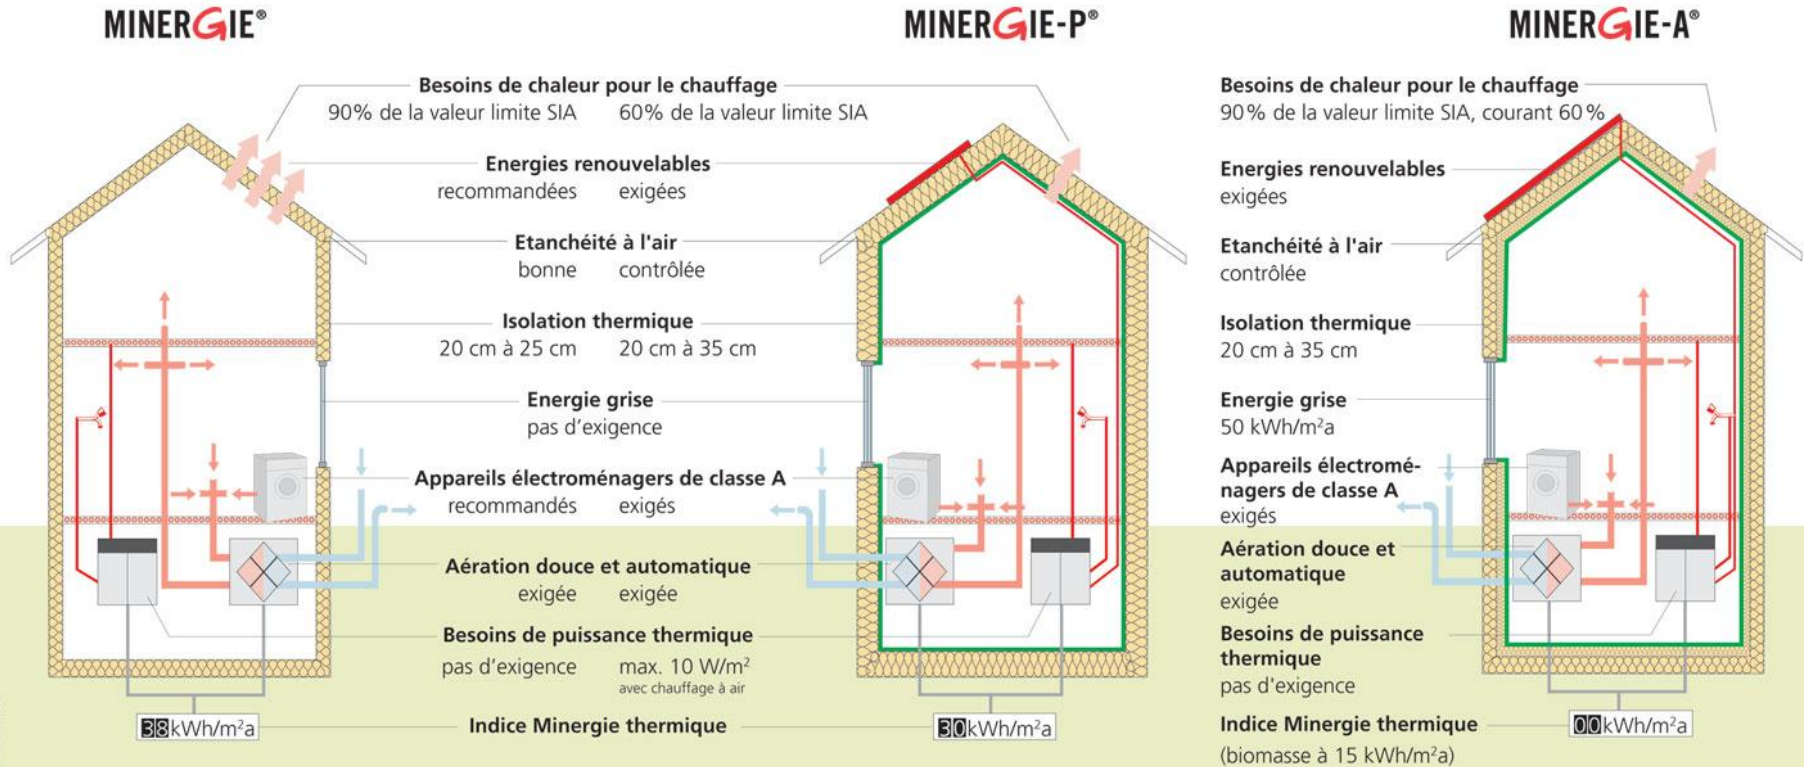 MINERGIE®
MINERGIE-P®
MINERGIE-A®
Besoins de chaleur pour le chauffage
90% de la valeur limite SIA 60% de la valeur limite SIA
Energies renouvelables
recommandées exigées
Etanchéité à l'air
bonne contrôlée
Isolation thermique
20 cm à 25 cm 20 cm à 35 cm
Energie grise
pas d’exigence
Appareils électroménagers de classe A
recommandés exigés
Aération douce et automatique
exigée exigée
Besoins de puissance thermique
pas d’exigence max. 10 W/m²
avec chauffage à air
38kWh/m²a Indice Minergie thermique 30kWh/m²a
Besoins de chaleur pour le chauffage
90% de la valeur limite SIA, courant 60%
Energies renouvelables
exigées
Etanchéité à l'air
contrôlée
Isolation thermique
20 cm à 35 cm
Energie grise
50 kWh/m²a
Appareils électromé-
nagers de classe A
exigés
Aération douce et
automatique
exigée
Besoins de puissance
thermique
pas d'exigence
Indice Minergie thermique 00kWh/m²a
(biomasse à 15 kWh/m²a)